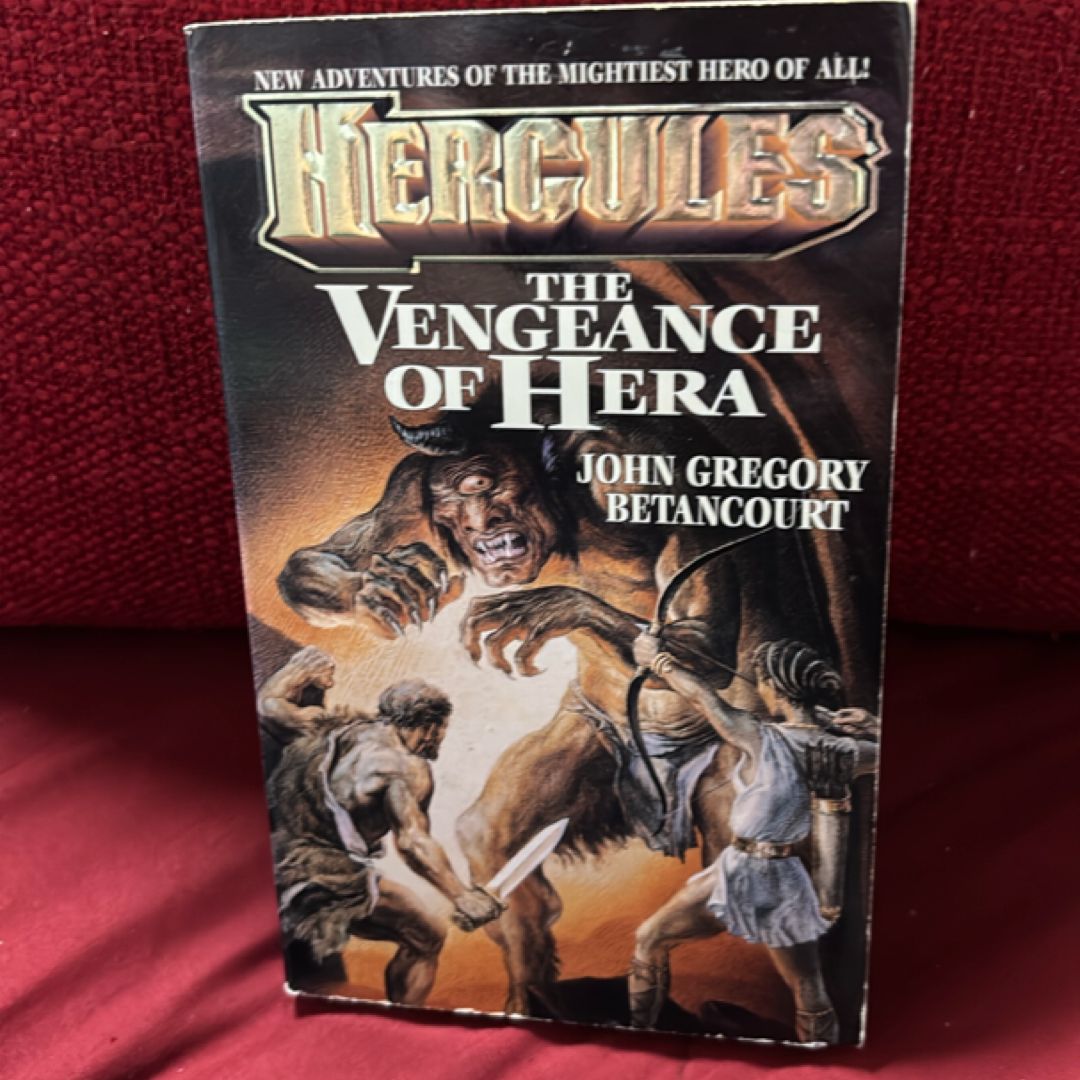 NEW ADVENTURES OF THE MIGHTIEST HERO OF ALL!
HERCULES
THE
VENGEANCE
OF HERA
JOHN GREGORY
BETANCOURT